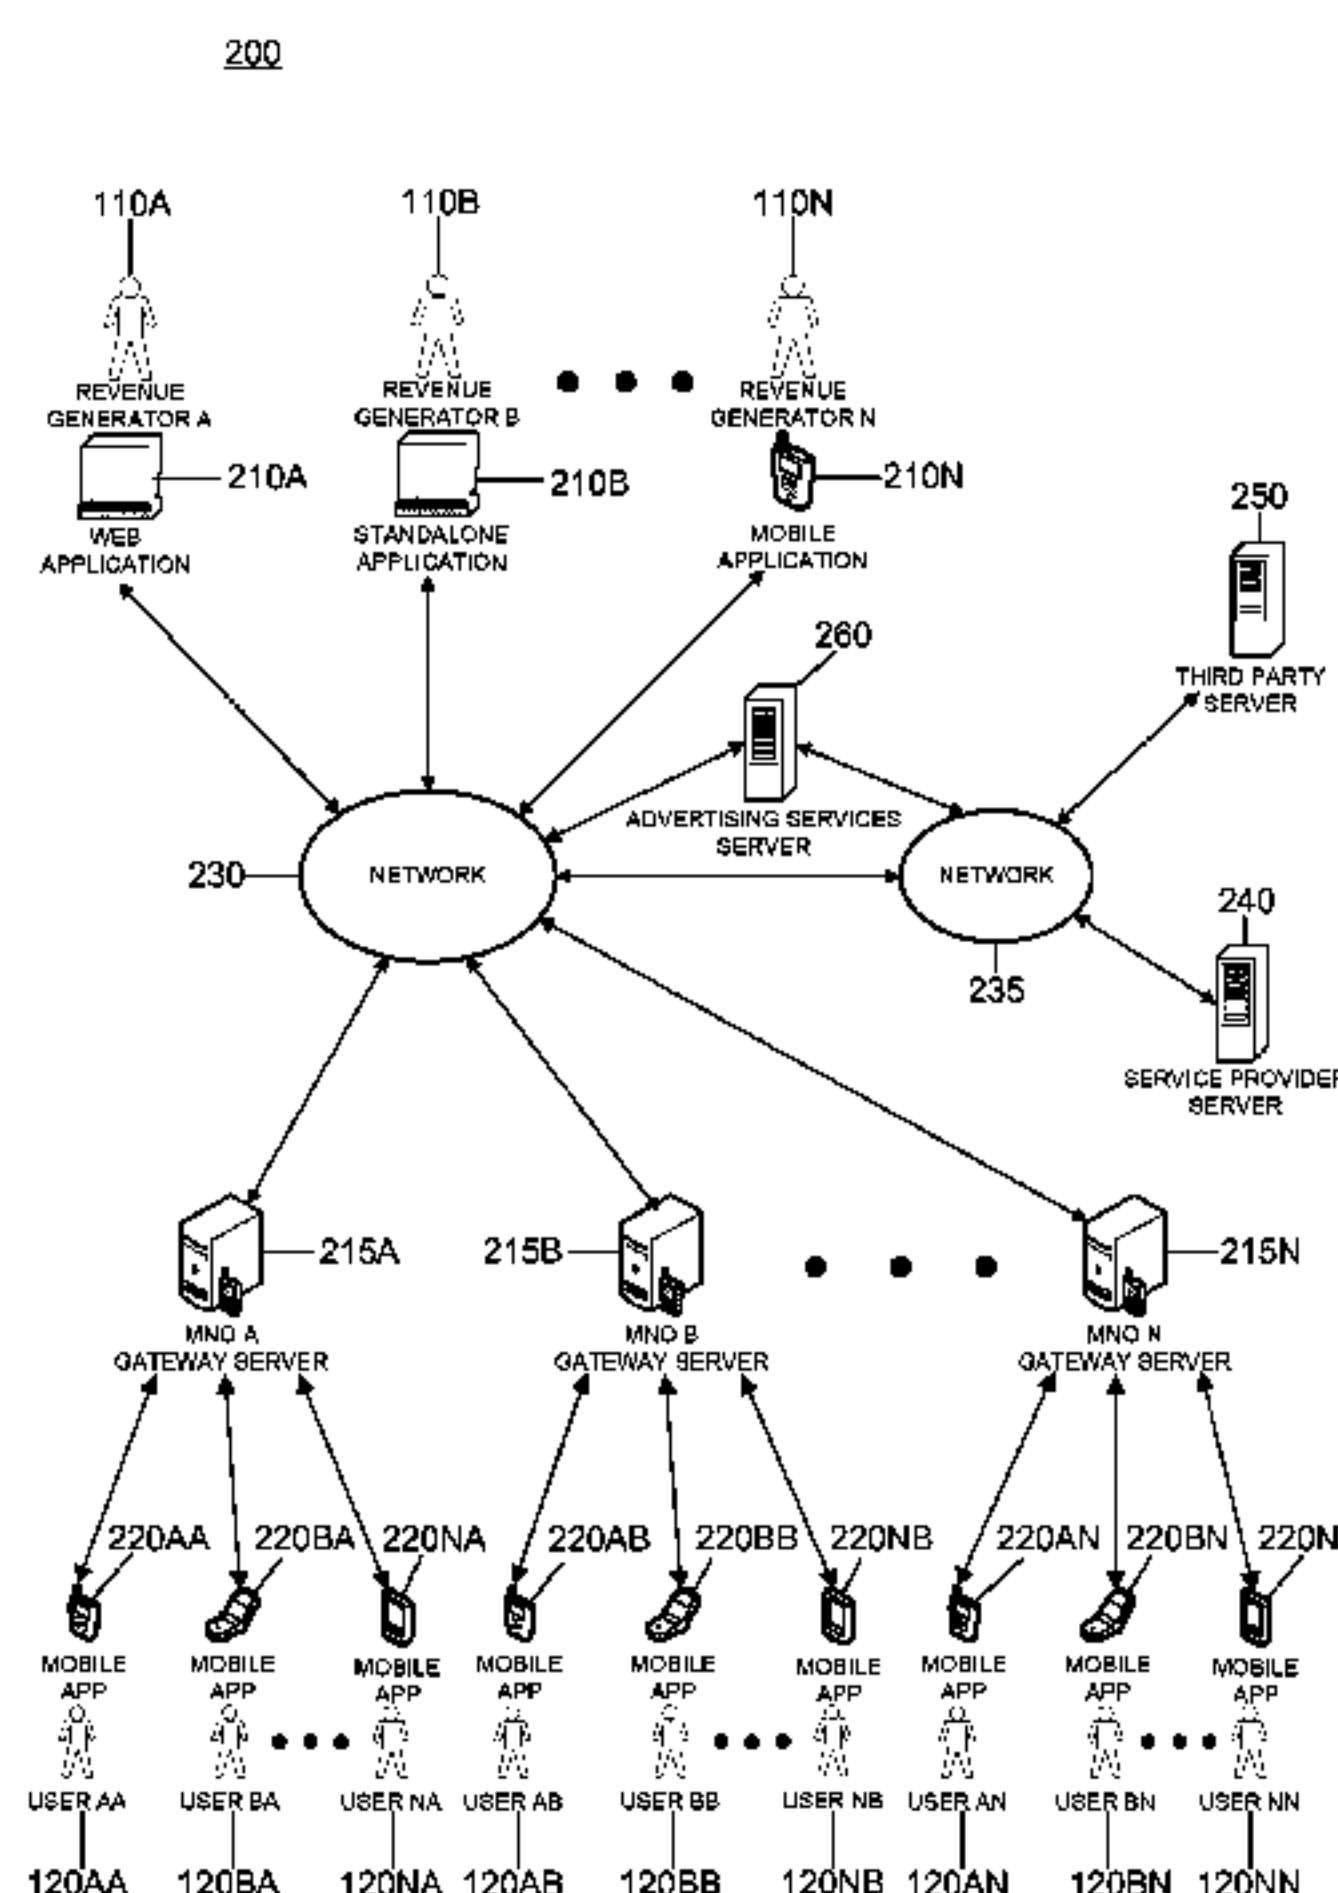 200
110A 110B 110N
REVENUE GENERATOR A
REVENUE GENERATOR B
REVENUE GENERATOR N
210A 210B 210N
WEB APPLICATION
STANDALONE APPLICATION
MOBILE APPLICATION
250
THIRD PARTY SERVER
260
ADVERTISING SERVICES SERVER
230
NETWORK
NETWORK
235
240
SERVICE PROVIDER SERVER
215A 215B 215N
MNO A GATEWAY SERVER
MNO B GATEWAY SERVER
MNO N GATEWAY SERVER
220AA 220BA 220NA 220AB 220BB 220NB 220AN 220BN 220N
MOBILE APP MOBILE APP MOBILE APP MOBILE APP MOBILE APP MOBILE APP MOBILE APP MOBILE APP MOBILE APP
USER AA USER BA USER NA USER AB USER BB USER NB USER AN USER BN USER NN
120AA 120BA 120NA 120AB 120BB 120NB 120AN 120BN 120NN